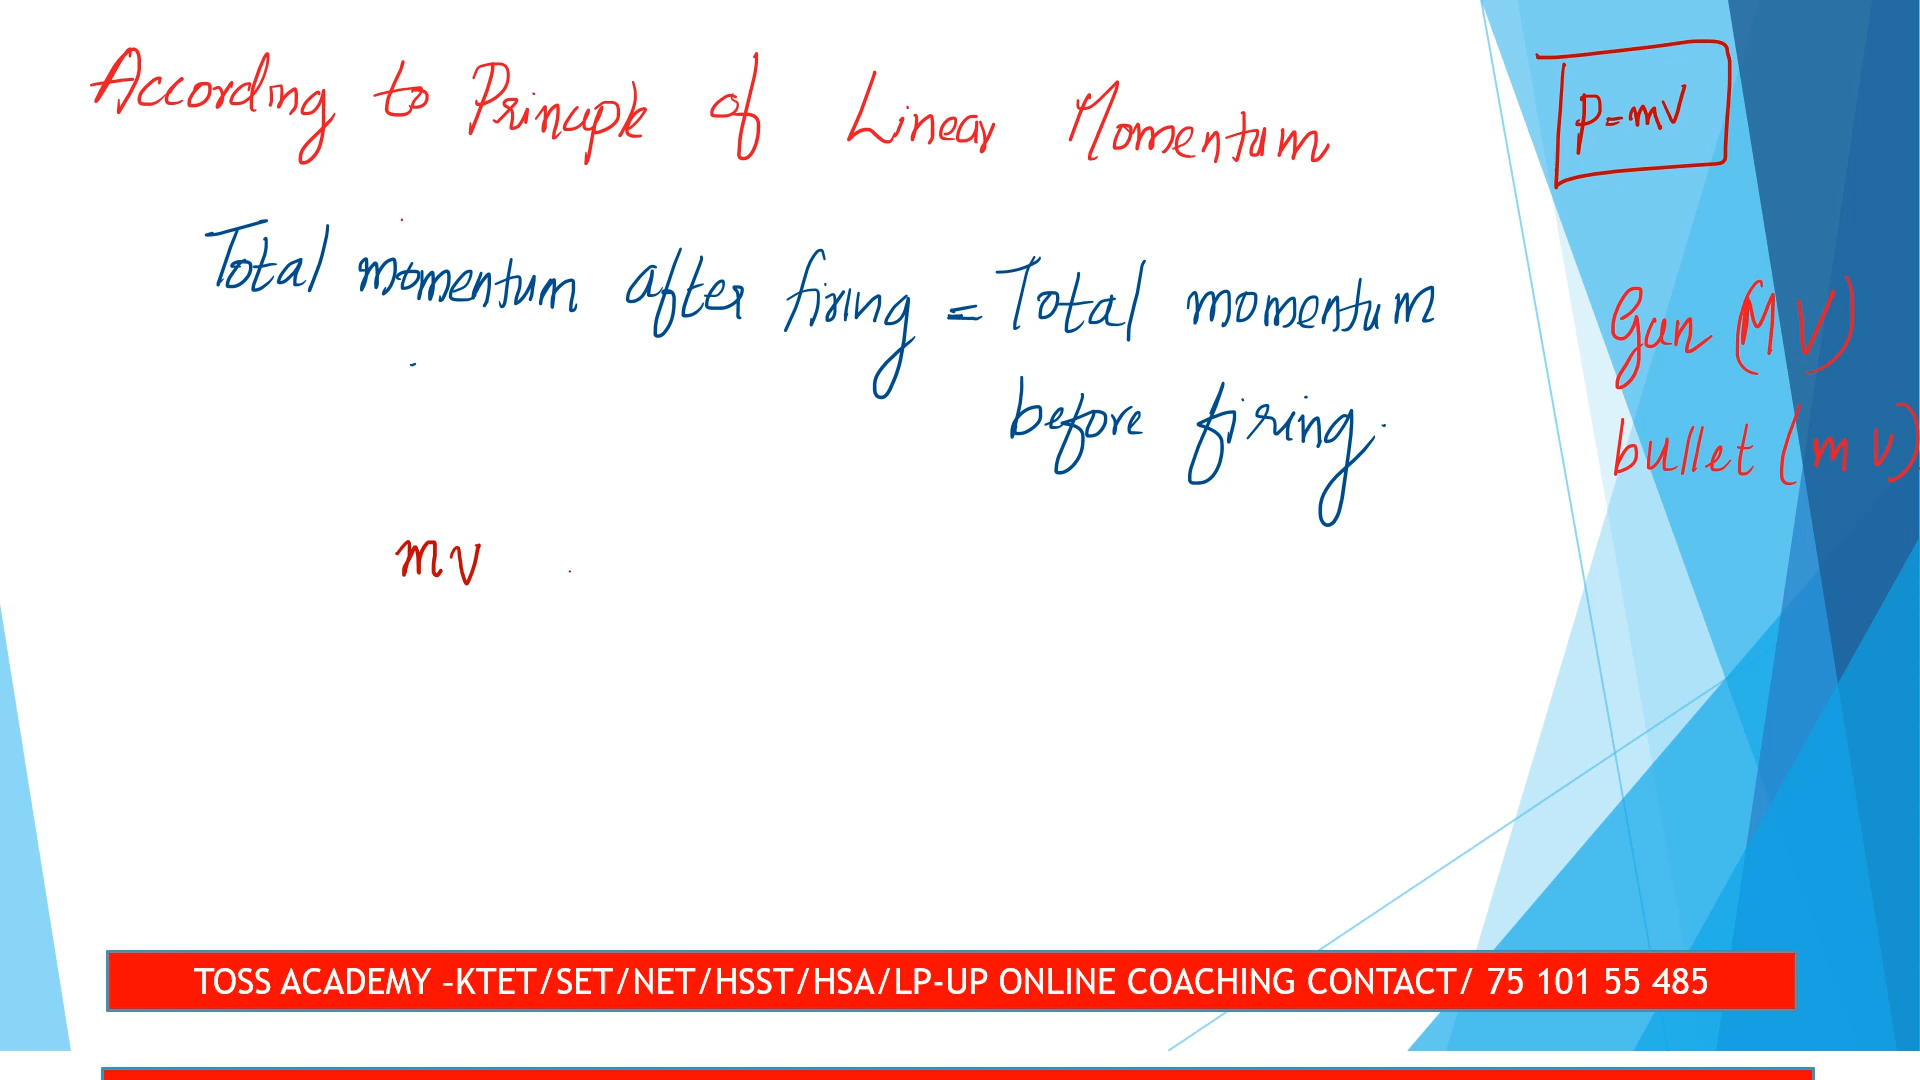 According to Principle of Linear Momentum
P=mv
Total momentum after firing = Total momentum
before firing.
Gun (M V)
bullet (m v).
mv
TOSS ACADEMY –KTET/SET/NET/HSST/HSA/LP-UP ONLINE COACHING CONTACT/ 75 101 55 485